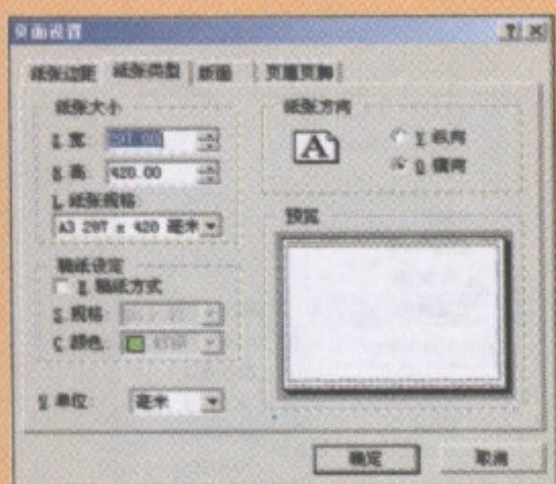 页面设置
纸张边距 纸张类型 版面 页眉页脚
纸张大小
宽
高 420.00
纸张规格
A3 297 x 420 毫米
稿纸设定
稿纸方式
规格
颜色
单位 毫米
纸张方向
A
纵向
横向
预览
确定 取消